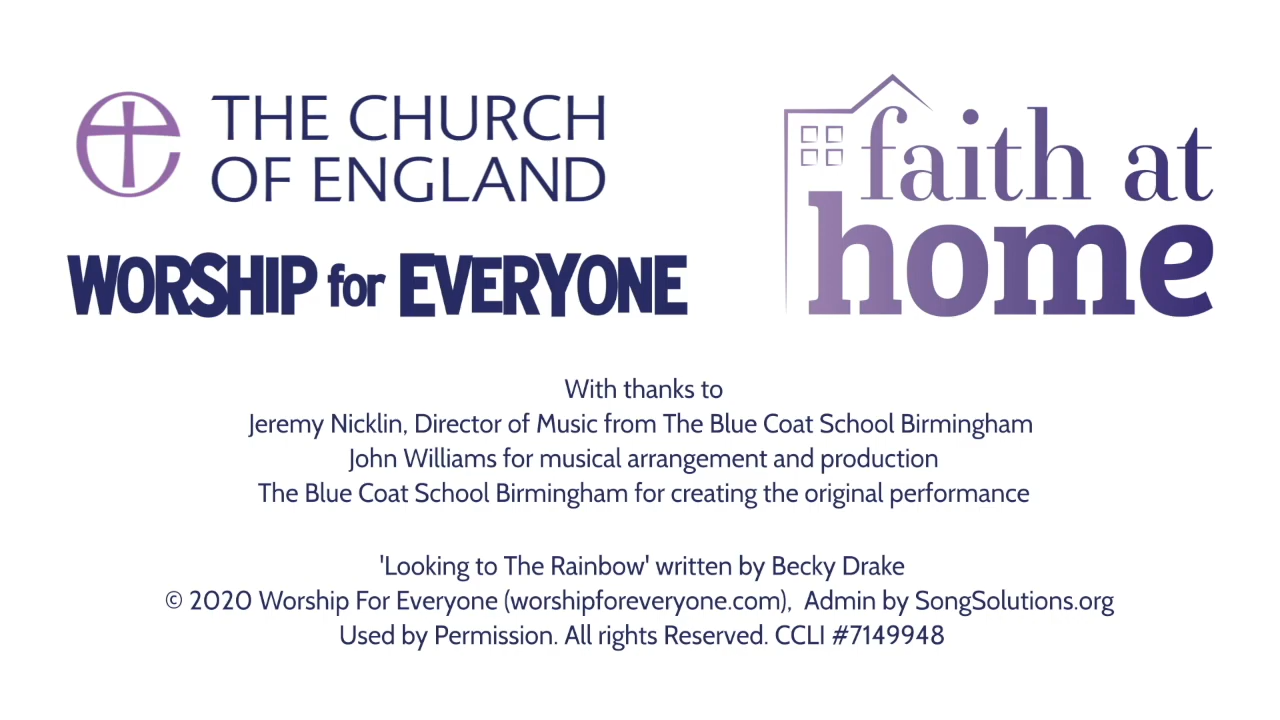 THE CHURCH
OF ENGLAND
WORSHIP for EVERYONE
faith at
home
With thanks to
Jeremy Nicklin, Director of Music from The Blue Coat School Birmingham
John Williams for musical arrangement and production
The Blue Coat School Birmingham for creating the original performance
'Looking to The Rainbow' written by Becky Drake
© 2020 Worship For Everyone (worshipforeveryone.com),  Admin by SongSolutions.org
Used by Permission. All rights Reserved. CCLI #7149948